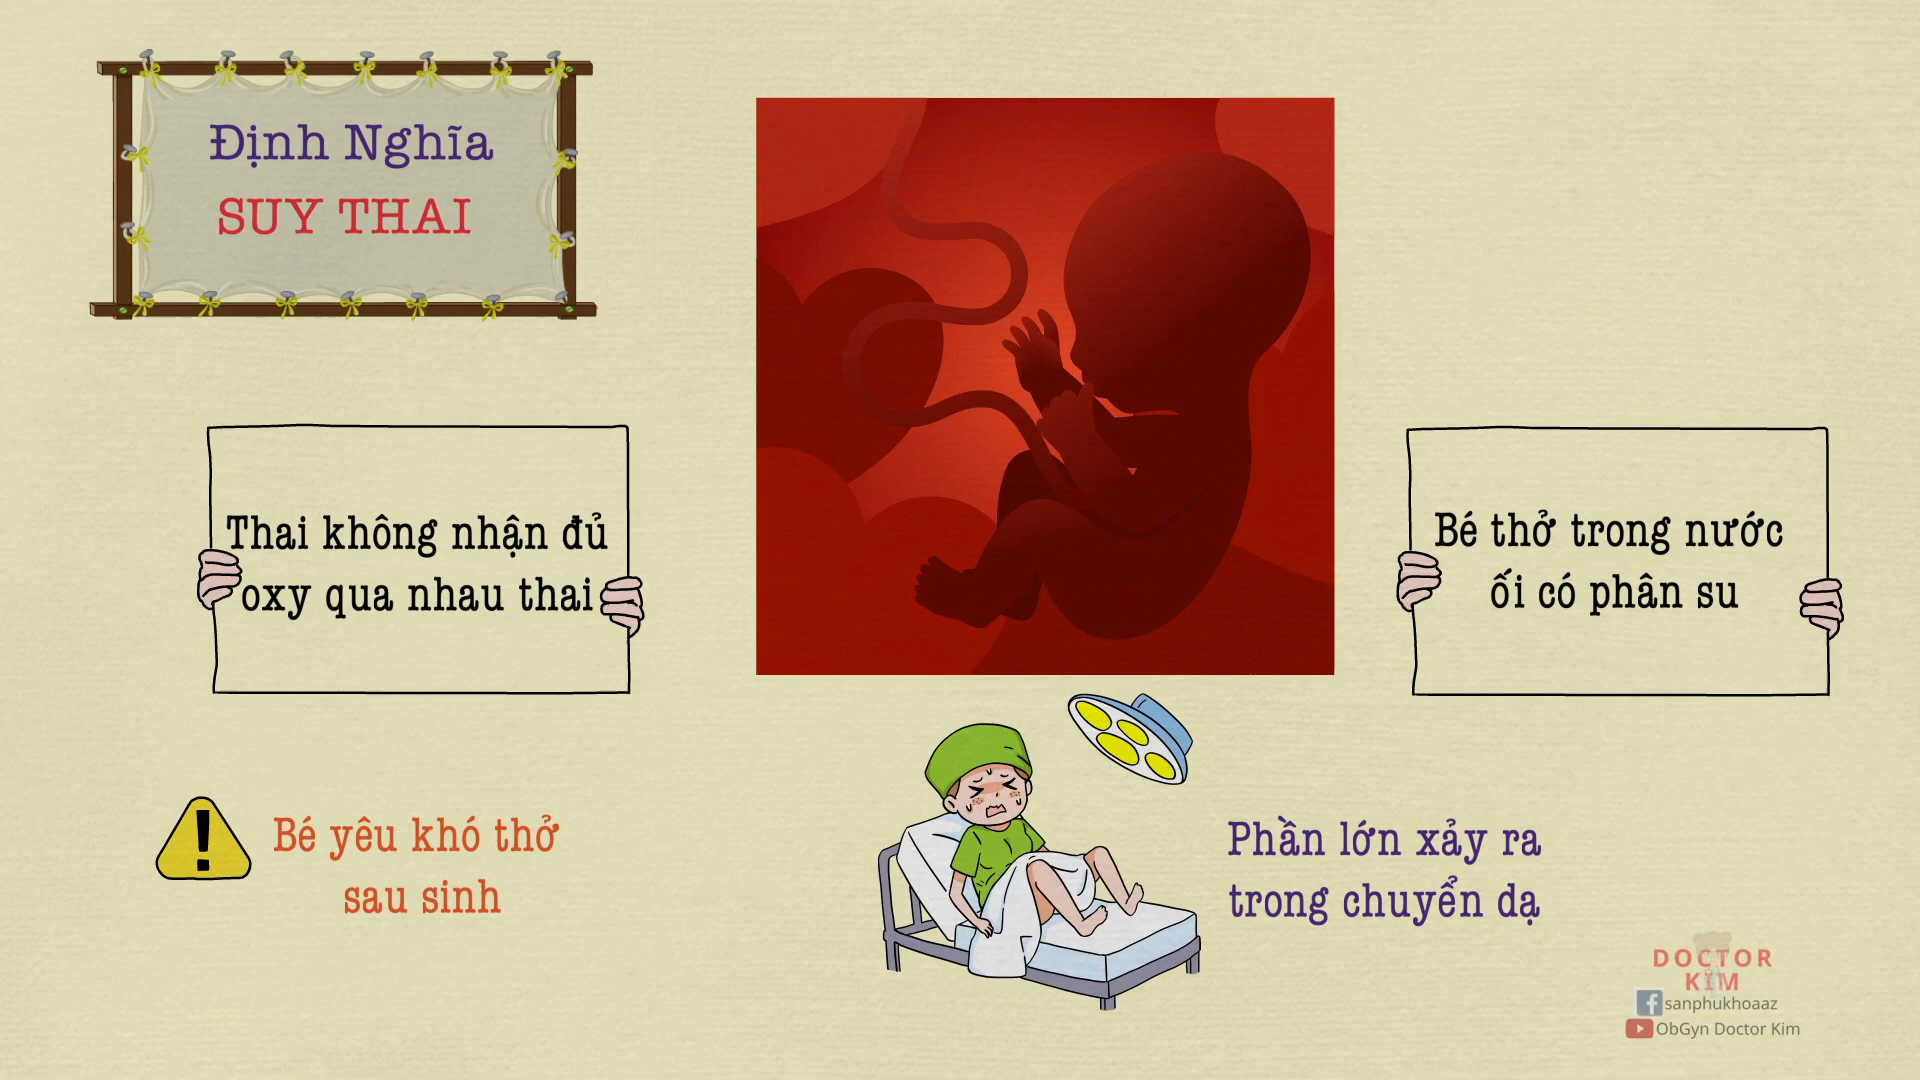 Định Nghĩa
SUY THAI
Thai không nhận đủ
oxy qua nhau thai
Bé thở trong nước
ối có phân su
Bé yêu khó thở
sau sinh
Phần lớn xảy ra
trong chuyển dạ
DOCTOR
KIM
sanphukhoaaz
ObGyn Doctor Kim